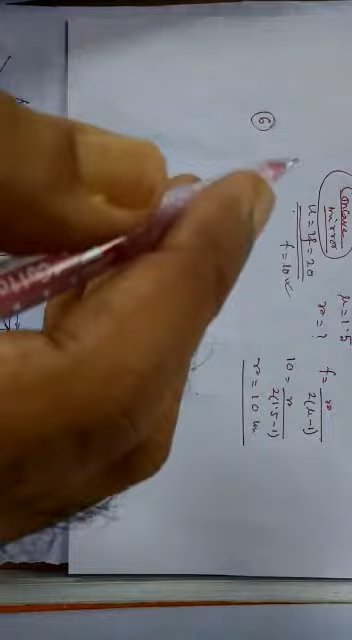 Concave
mirror
u = 2f = 20
f = 10 cm
μ = 1.5
r = ?
f = r / 2(μ-1)
10 = r / 2(1.5-1)
r = 10 cm
6